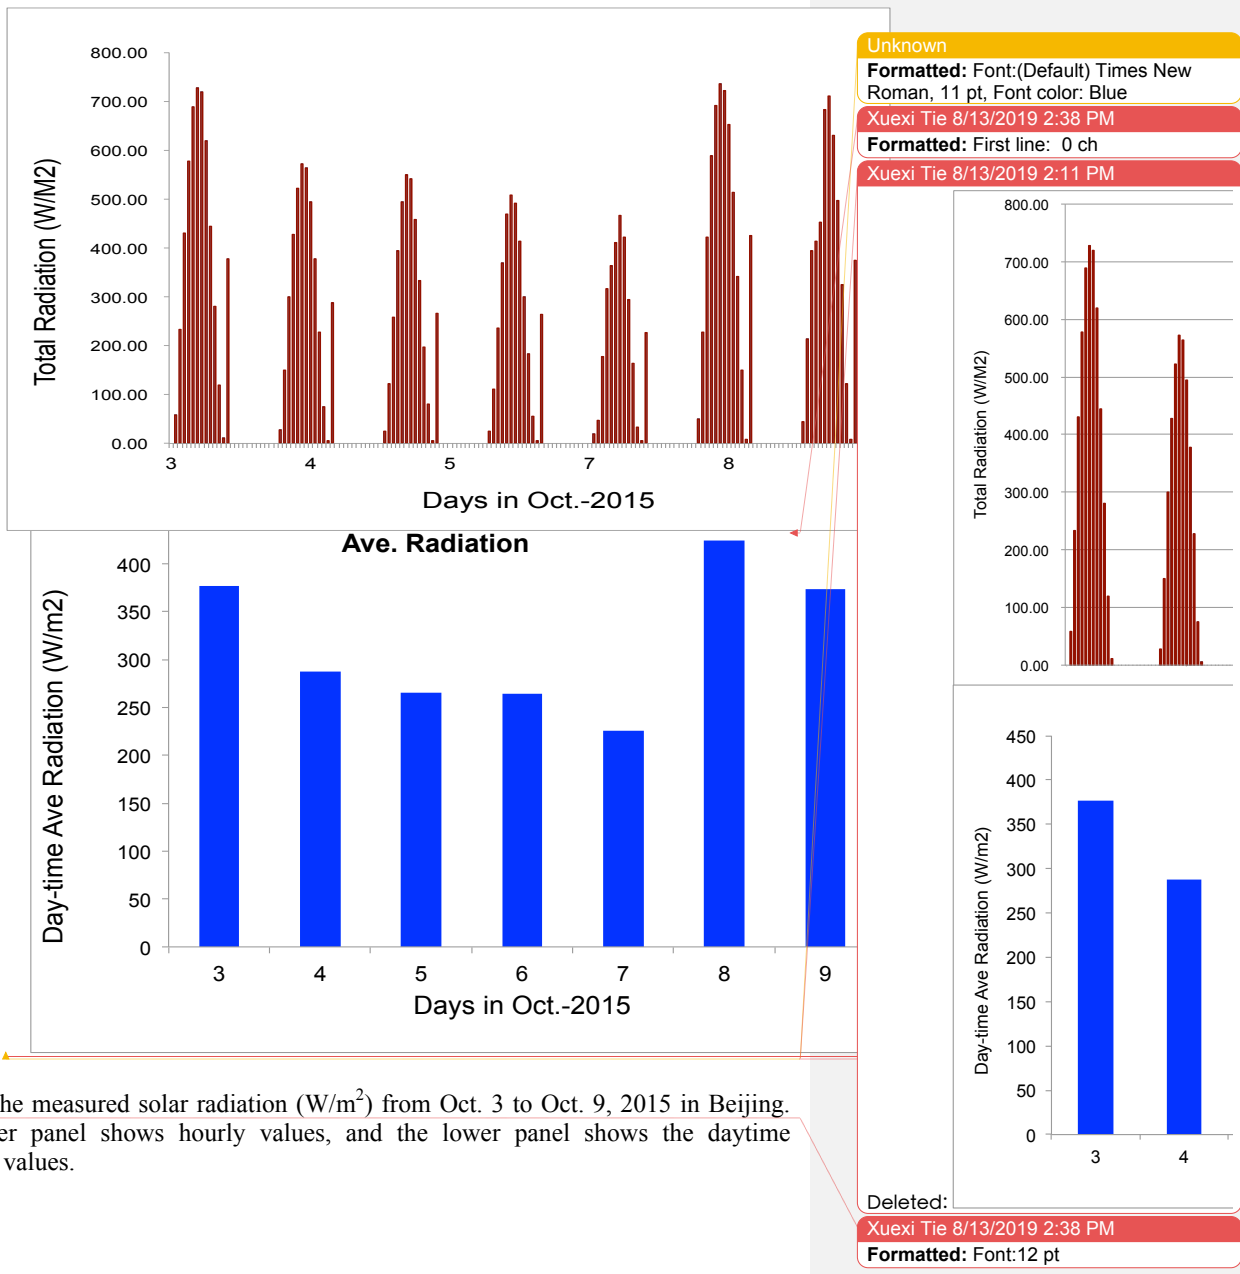 800.00
700.00
600.00
500.00
400.00
300.00
200.00
100.00
0.00
Total Radiation (W/M2)
3 4 5 7 8
Days in Oct.-2015
Ave. Radiation
400
350
300
250
200
150
100
50
0
Day-time Ave Radiation (W/m2)
3 4 5 6 7 8 9
Days in Oct.-2015
he measured solar radiation (W/m²) from Oct. 3 to Oct. 9, 2015 in Beijing.
er panel shows hourly values, and the lower panel shows the daytime
values.
Unknown
Formatted: Font:(Default) Times New
Roman, 11 pt, Font color: Blue
Xuexi Tie 8/13/2019 2:38 PM
Formatted: First line: 0 ch
Xuexi Tie 8/13/2019 2:11 PM
800.00
700.00
600.00
500.00
400.00
300.00
200.00
100.00
0.00
Total Radiation (W/M2)
450
400
350
300
250
200
150
100
50
0
Day-time Ave Radiation (W/m2)
3 4
Deleted:
Xuexi Tie 8/13/2019 2:38 PM
Formatted: Font:12 pt